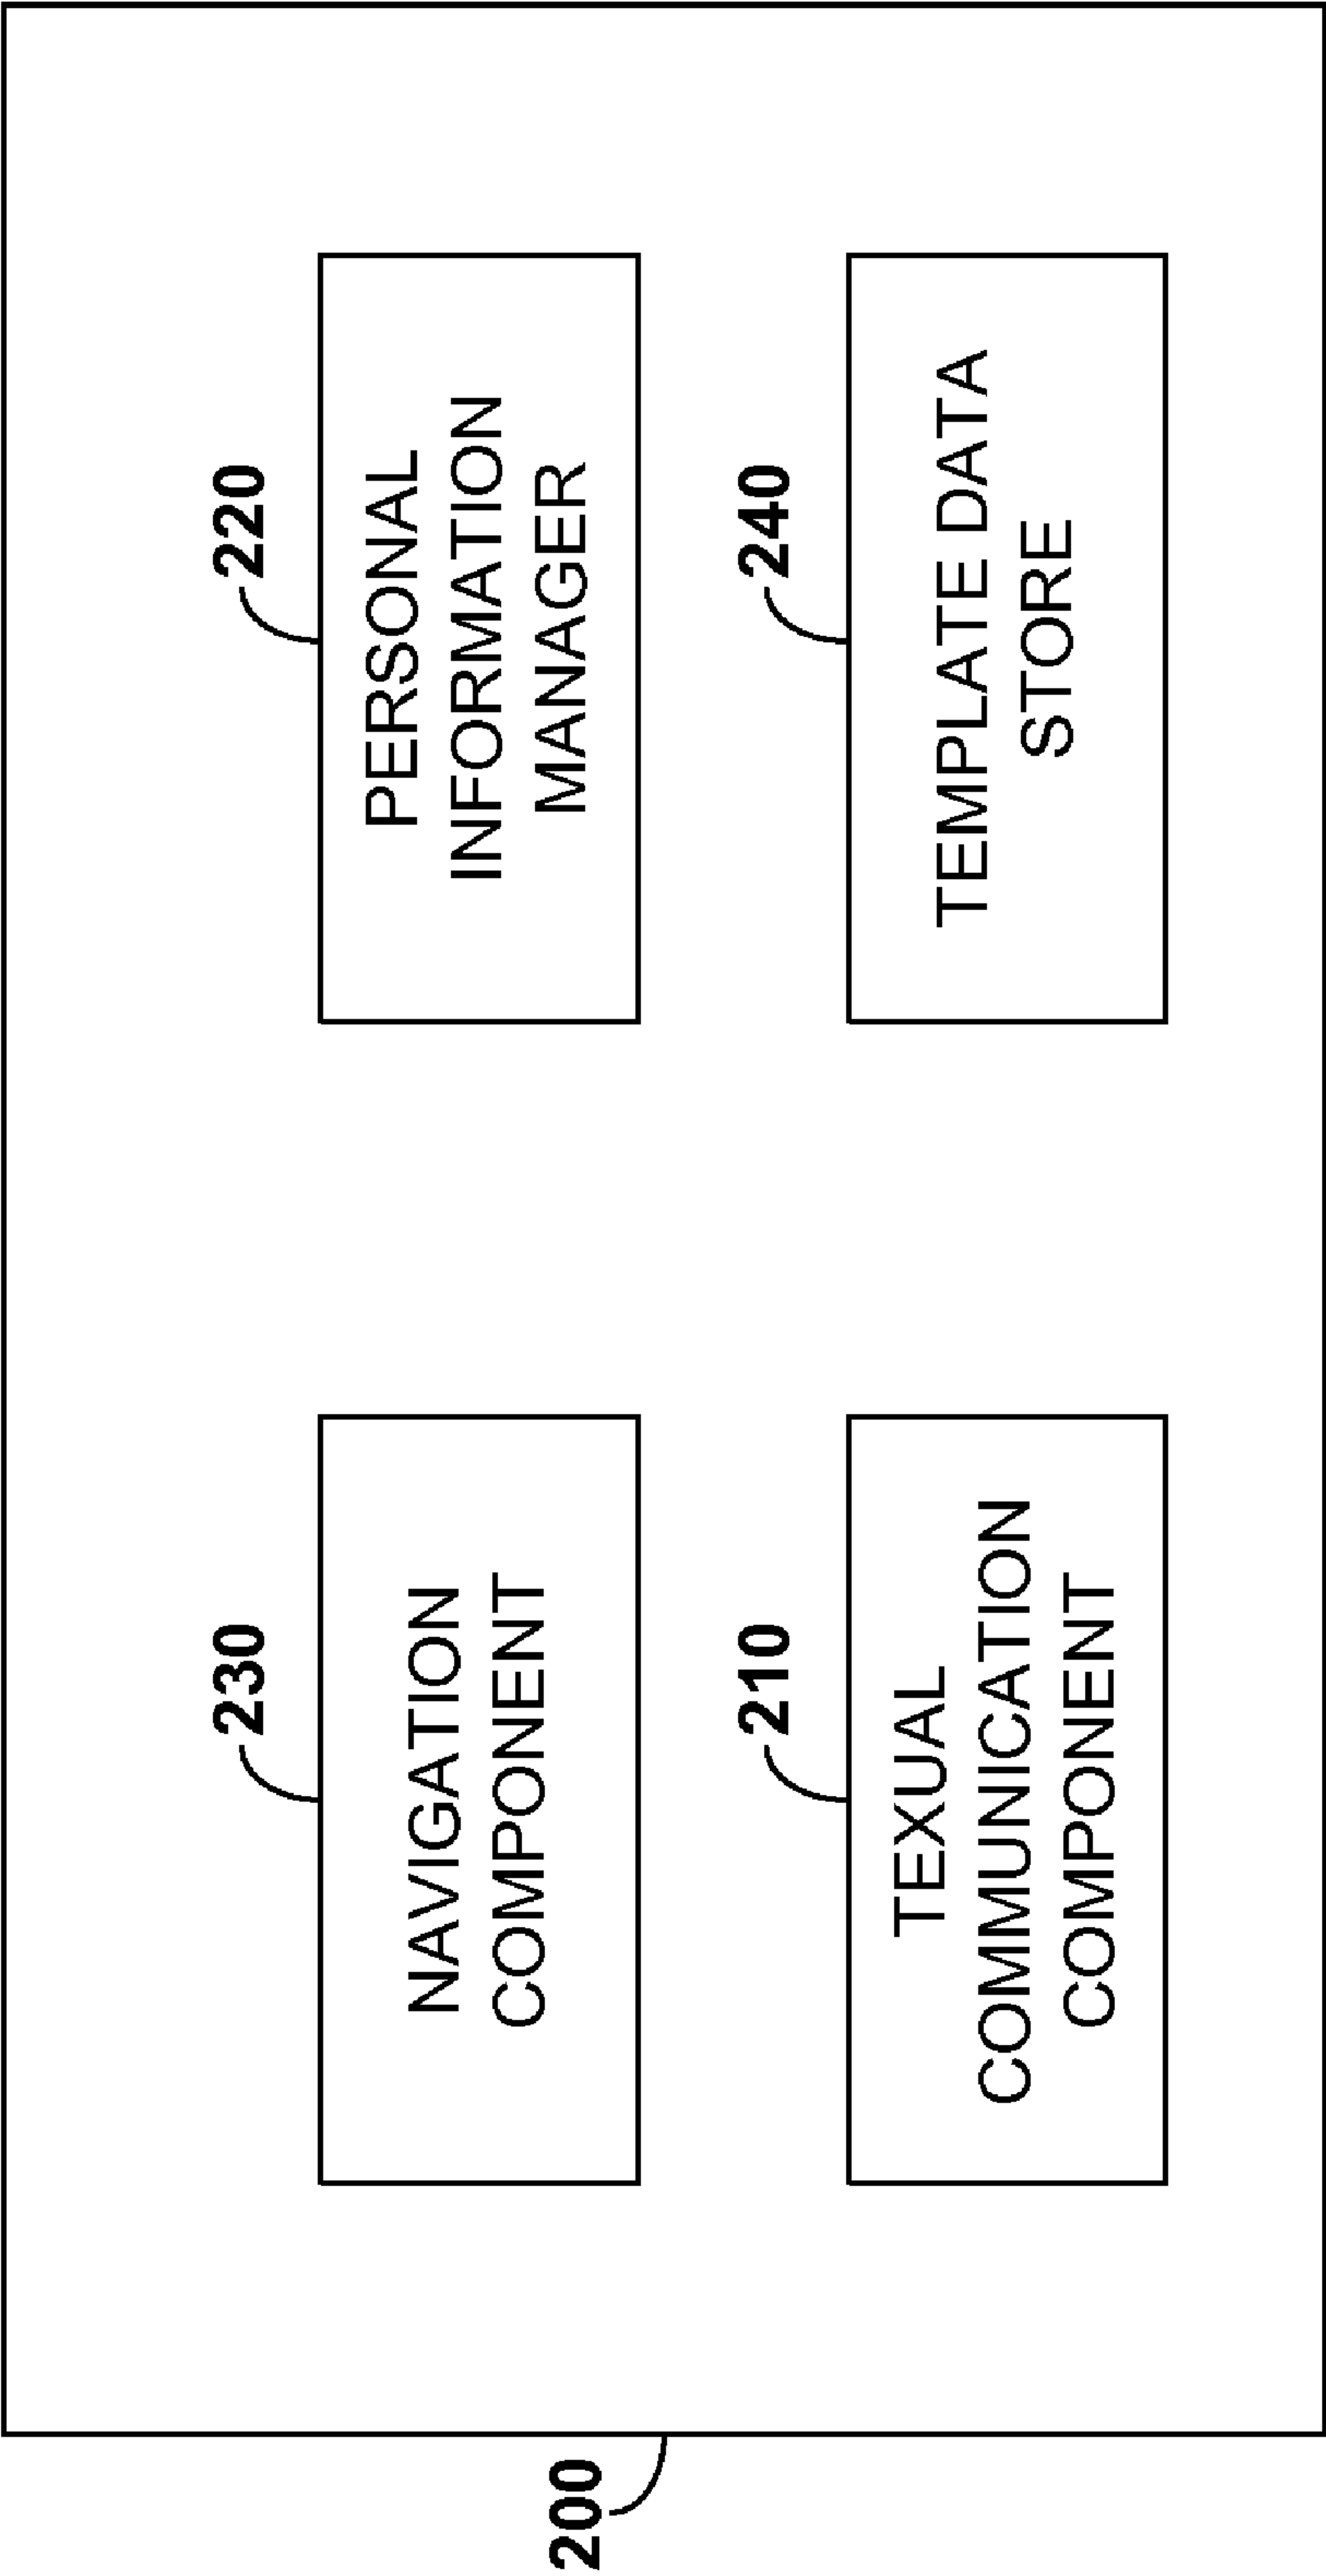 230
NAVIGATION
COMPONENT
220
PERSONAL
INFORMATION
MANAGER
200
210
TEXUAL
COMMUNICATION
COMPONENT
240
TEMPLATE DATA
STORE